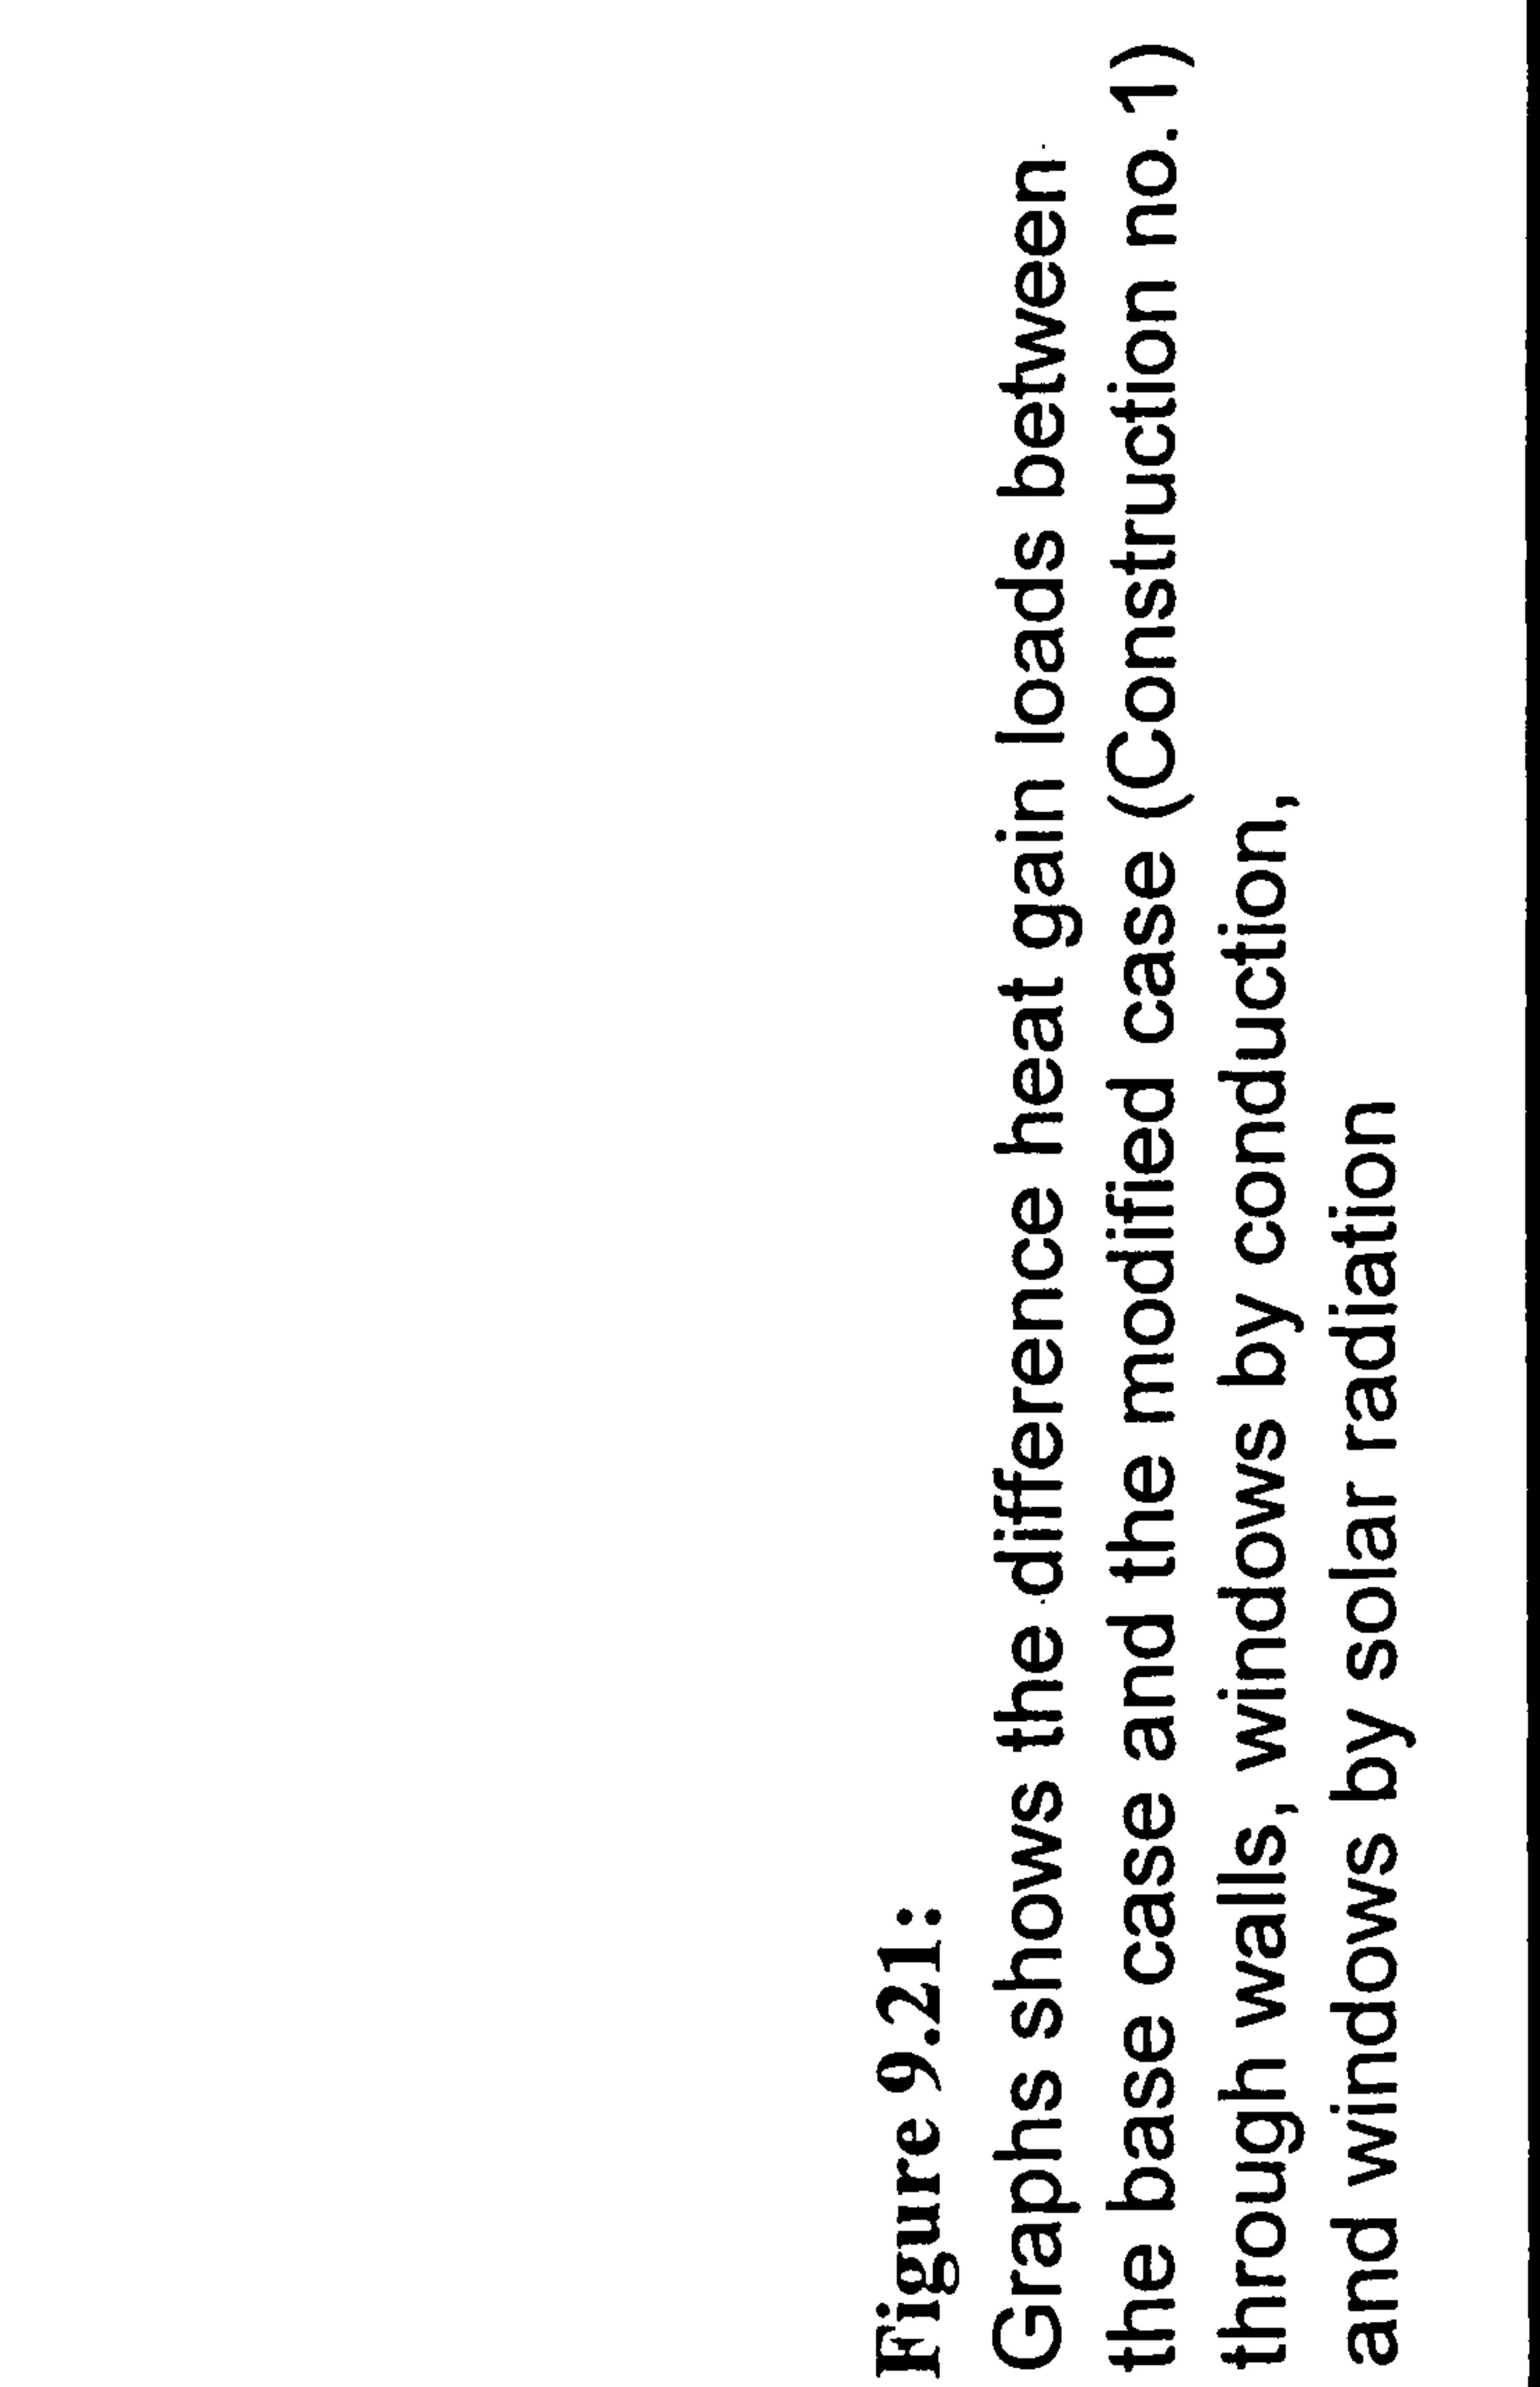 Figure 9.21:
Graphs shows the difference heat gain loads between
the base case and the modified case (Construction no.1)
through walls, windows by conduction,
and windows by solar radiation